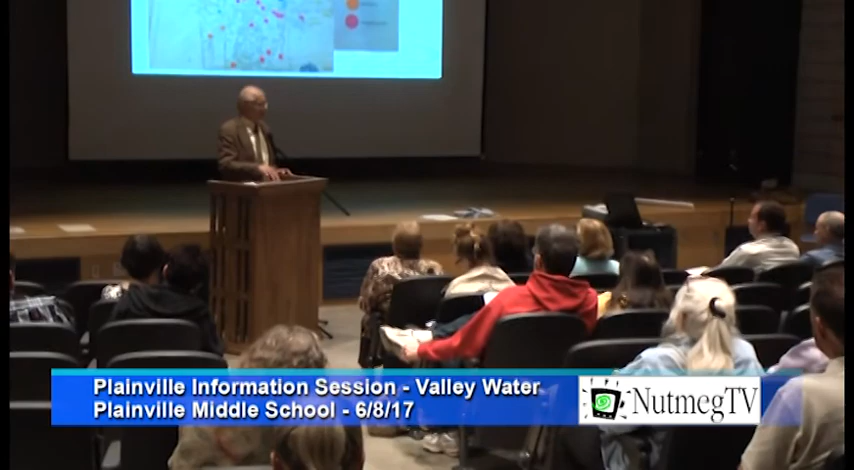 Plainville Information Session - Valley Water
Plainville Middle School - 6/8/17
NutmegTV